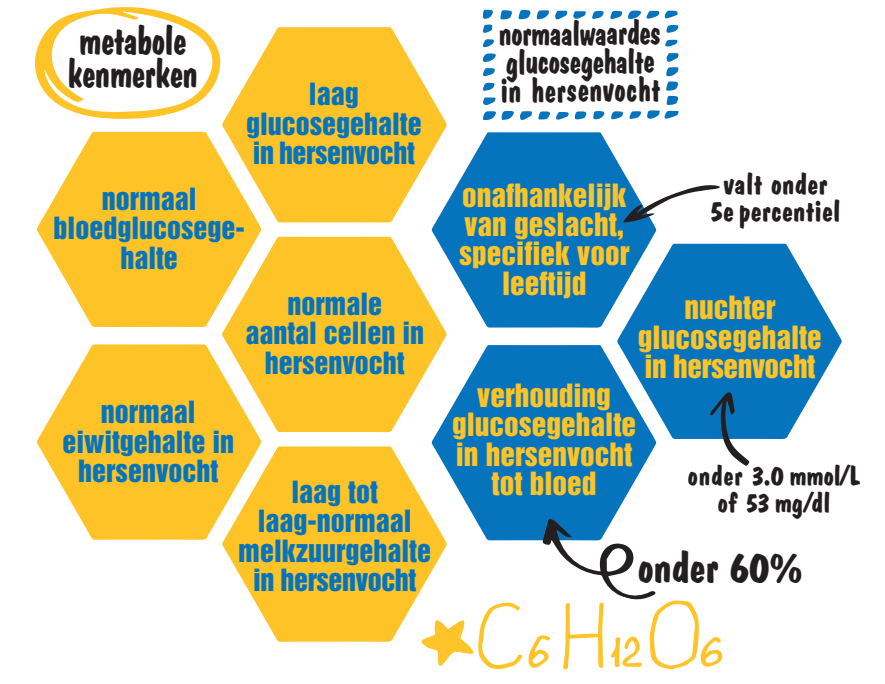 metabole
kenmerken
laag
glucosegehalte
in hersenvocht
normaal
bloedglucosege-
halte
normale
aantal cellen in
hersenvocht
normaal
eiwitgehalte in
hersenvocht
laag tot
laag-normaal
melkzuurgehalte
in hersenvocht
normaalwaardes
glucosegehalte
in hersenvocht
onafhankelijk
van geslacht,
specifiek voor
leeftijd
valt onder
5e percentiel
nuchter
glucosegehalte
in hersenvocht
onder 3.0 mmol/L
of 53 mg/dl
verhouding
glucosegehalte
in hersenvocht
tot bloed
onder 60%
C6H12O6